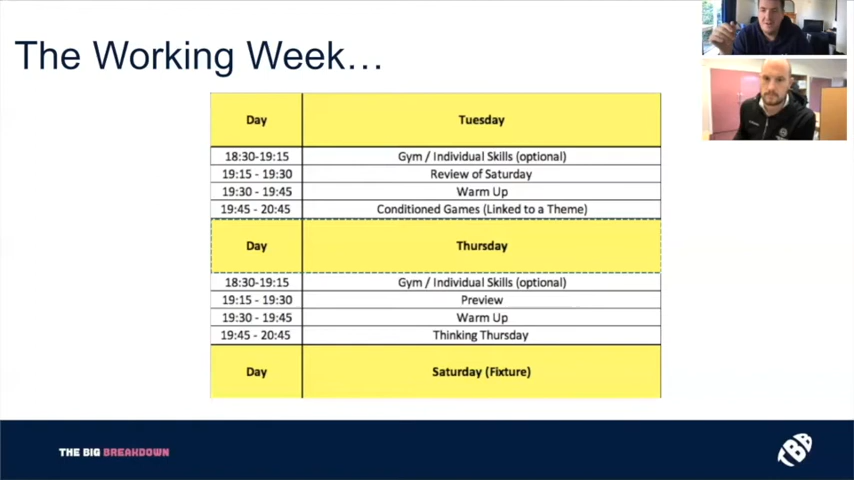 The Working Week...
Day Tuesday
18:30-19:15 Gym / Individual Skills (optional)
19:15 - 19:30 Review of Saturday
19:30 - 19:45 Warm Up
19:45 - 20:45 Conditioned Games (Linked to a Theme)
Day Thursday
18:30-19:15 Gym / Individual Skills (optional)
19:15 - 19:30 Preview
19:30 - 19:45 Warm Up
19:45 - 20:45 Thinking Thursday
Day Saturday (Fixture)
THE BIG BREAKDOWN
TBB